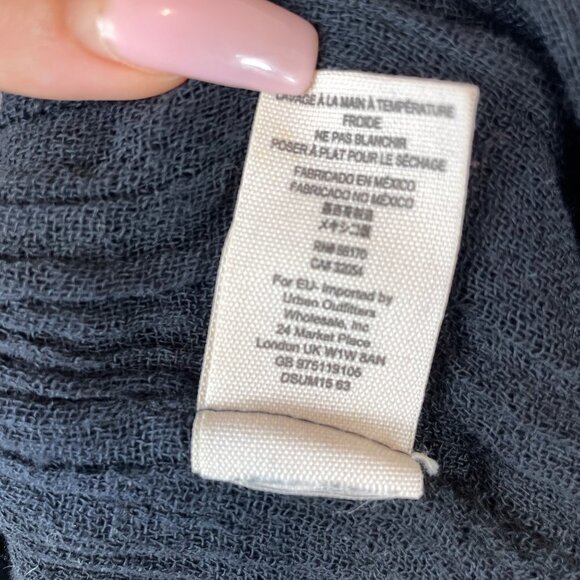 LAVAGE À LA MAIN À TEMPÉRATURE
FROIDE
NE PAS BLANCHIR
POSER À PLAT POUR LE SÉCHAGE
FABRICADO EN MÉXICO
FABRICADO NO MÉXICO
墨西哥制造
メキシコ製
RN# 66170
CA# 32054
For EU- Imported by
Urban Outfitters
Wholesale, Inc
24 Market Place
London UK W1W 8AN
GB 975119105
DSUM15 63